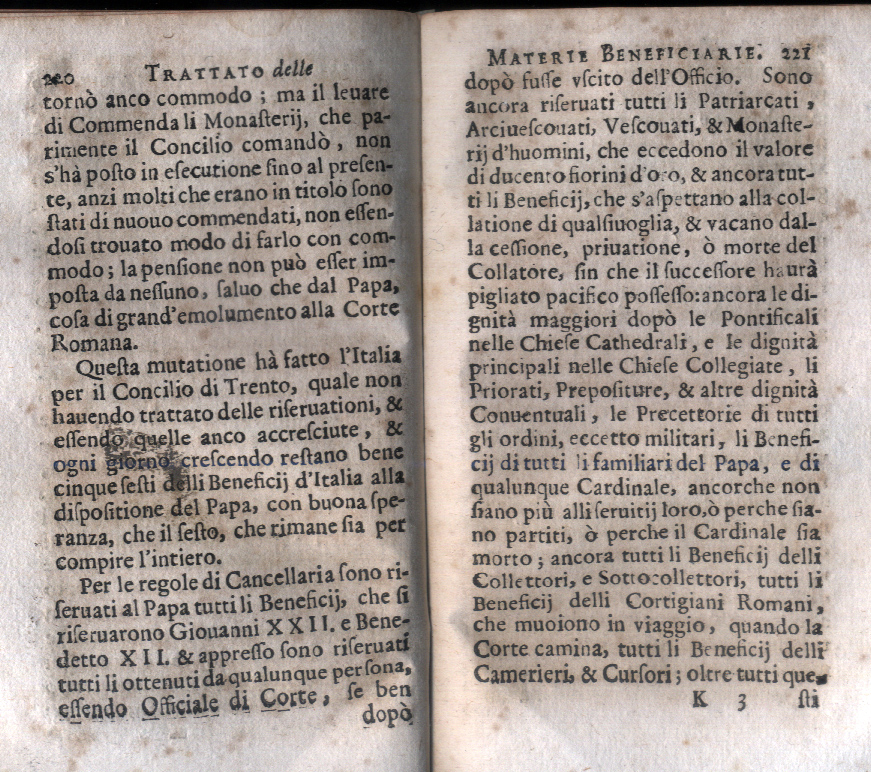 220 TRATTATO delle
tornò anco commodo ; ma il leuare
di Commenda li Monaſterij, che pa-
rimente il Concilio comandò , non
s'hà poſto in eſecutione ſino al preſen-
te, anzi molti che erano in titolo ſono
ſtati di nuouo commendati, non eſſen-
doſi trouato modo di farlo con com-
modo ; la penſione non può eſſer im-
poſta da neſſuno, ſaluo che dal Papa,
coſa di grand'emolumento alla Corte
Romana.
Queſta mutatione hà fatto l'Italia
per il Concilio di Trento, quale non
hauendo trattato delle riſeruationi, &
eſſendo quelle anco accreſciute , &
ogni giorno creſcendo reſtano bene
cinque ſeſti delli Beneficij d'Italia alla
diſpoſitione del Papa, con buona ſpe-
ranza, che il ſeſto, che rimane ſia per
compire l'intiero.
Per le regole di Cancellaria ſono ri-
ſeruati al Papa tutti li Beneficij, che ſi
riſeruarono Giouanni XXII. e Bene-
detto XII. & appreſſo ſono riſeruati
tutti li ottenuti da qualunque perſona,
eſſendo Officiale di Corte, ſe ben
dopò
MATERIE BENEFICIARIE. 221
dopò fuſſe vſcito dell'Officio. Sono
ancora riſeruati tutti li Patriarcati ,
Arciueſcouati, Veſcouati, & Monaſte-
rij d'huomini, che eccedono il valore
di ducento fiorini d'oro, & ancora tut-
ti li Beneficij, che s'aſpettano alla col-
latione di qualſiuoglia, & vacano dal-
la ceſſione, priuatione, ò morte del
Collatore, ſin che il ſucceſſore haurà
pigliato pacifico poſſeſſo: ancora le di-
gnità maggiori dopò le Pontificali
nelle Chieſe Cathedrali, e le dignità
principali nelle Chieſe Collegiate , li
Priorati, Prepoſiture, & altre dignità
Conuentuali , le Precettorie di tutti
gli ordini, eccetto militari, li Benefi-
cij di tutti li familiari del Papa, e di
qualunque Cardinale, ancorche non
ſiano più alli ſeruitij loro, ò perche ſia-
no partiti, ò perche il Cardinale ſia
morto ; ancora tutti li Beneficij delli
Collettori, e Sottocollettori, tutti li
Beneficij delli Cortigiani Romani,
che muoiono in viaggio, quando la
Corte camina, tutti li Beneficij delli
Camerieri, & Curſori ; oltre tutti que-
K 3 ſti